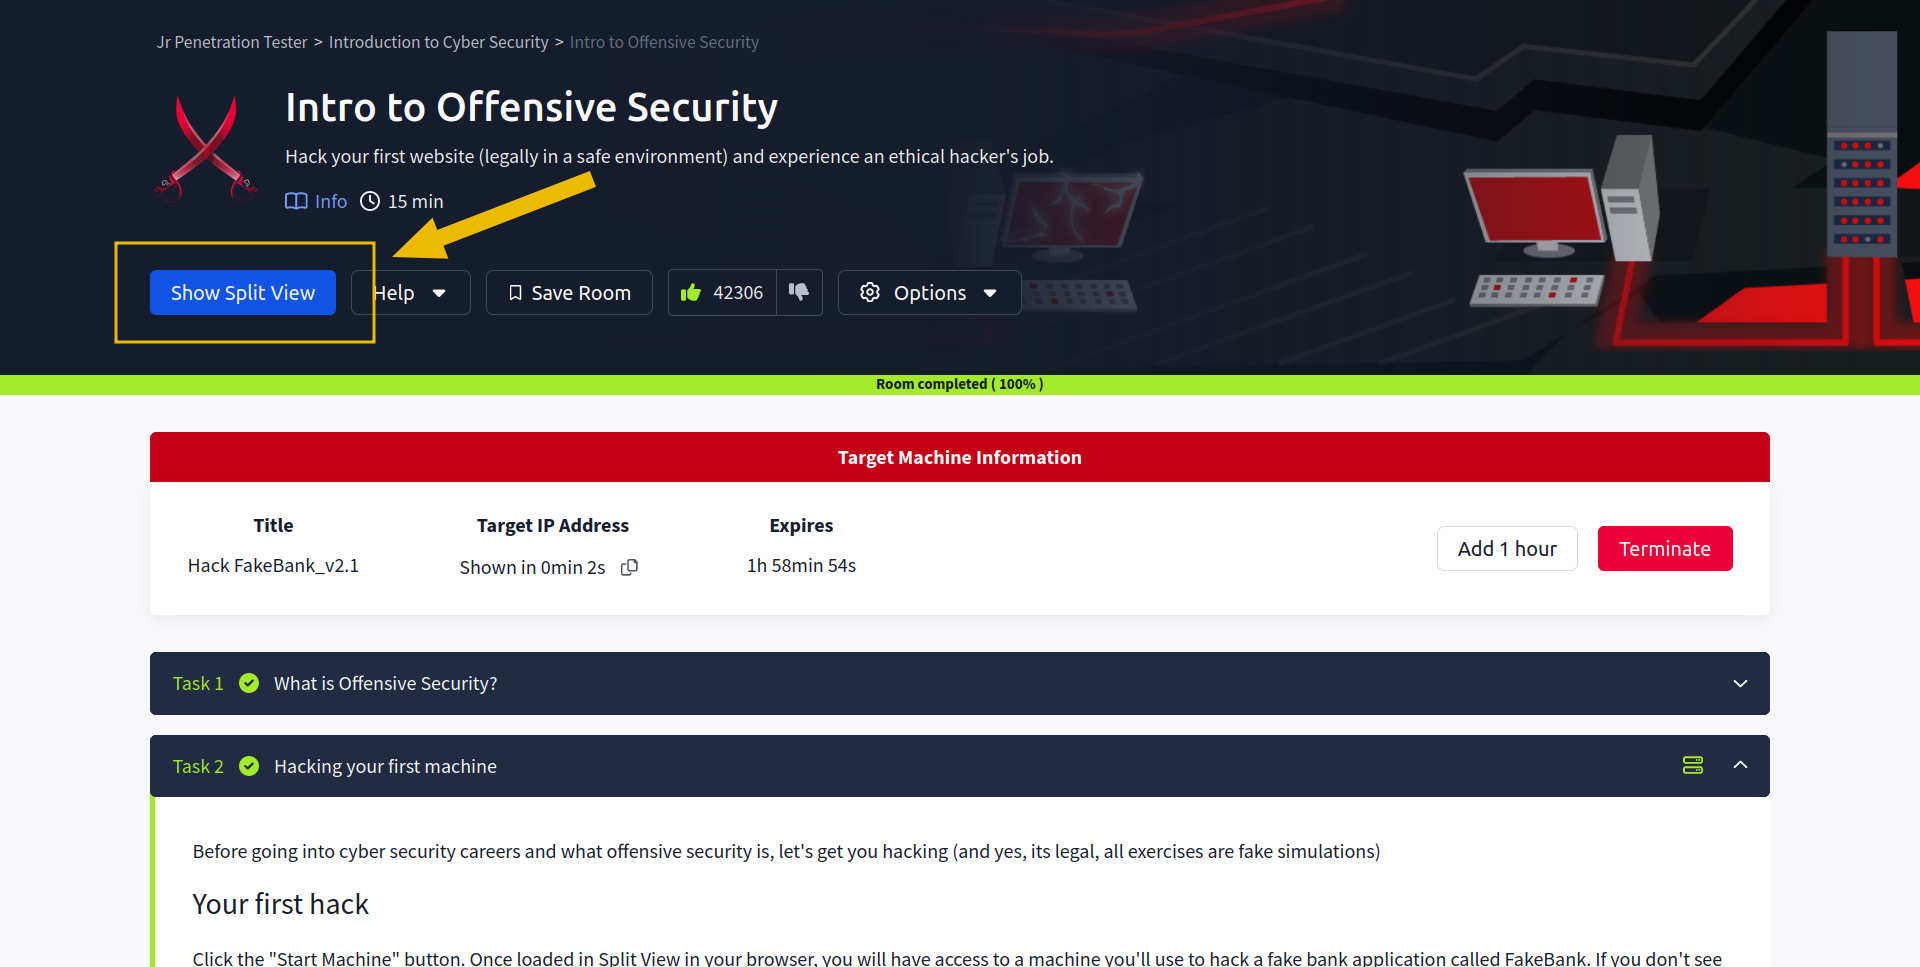 Jr Penetration Tester > Introduction to Cyber Security > Intro to Offensive Security
Intro to Offensive Security
Hack your first website (legally in a safe environment) and experience an ethical hacker's job.
Info 15 min
Show Split View Help Save Room 42306 Options
Room completed ( 100% )
Target Machine Information
Title Target IP Address Expires
Hack FakeBank_v2.1 Shown in 0min 2s 1h 58min 54s Add 1 hour Terminate
Task 1 What is Offensive Security?
Task 2 Hacking your first machine
Before going into cyber security careers and what offensive security is, let's get you hacking (and yes, its legal, all exercises are fake simulations)
Your first hack
Click the "Start Machine" button. Once loaded in Split View in your browser, you will have access to a machine you'll use to hack a fake bank application called FakeBank. If you don't see